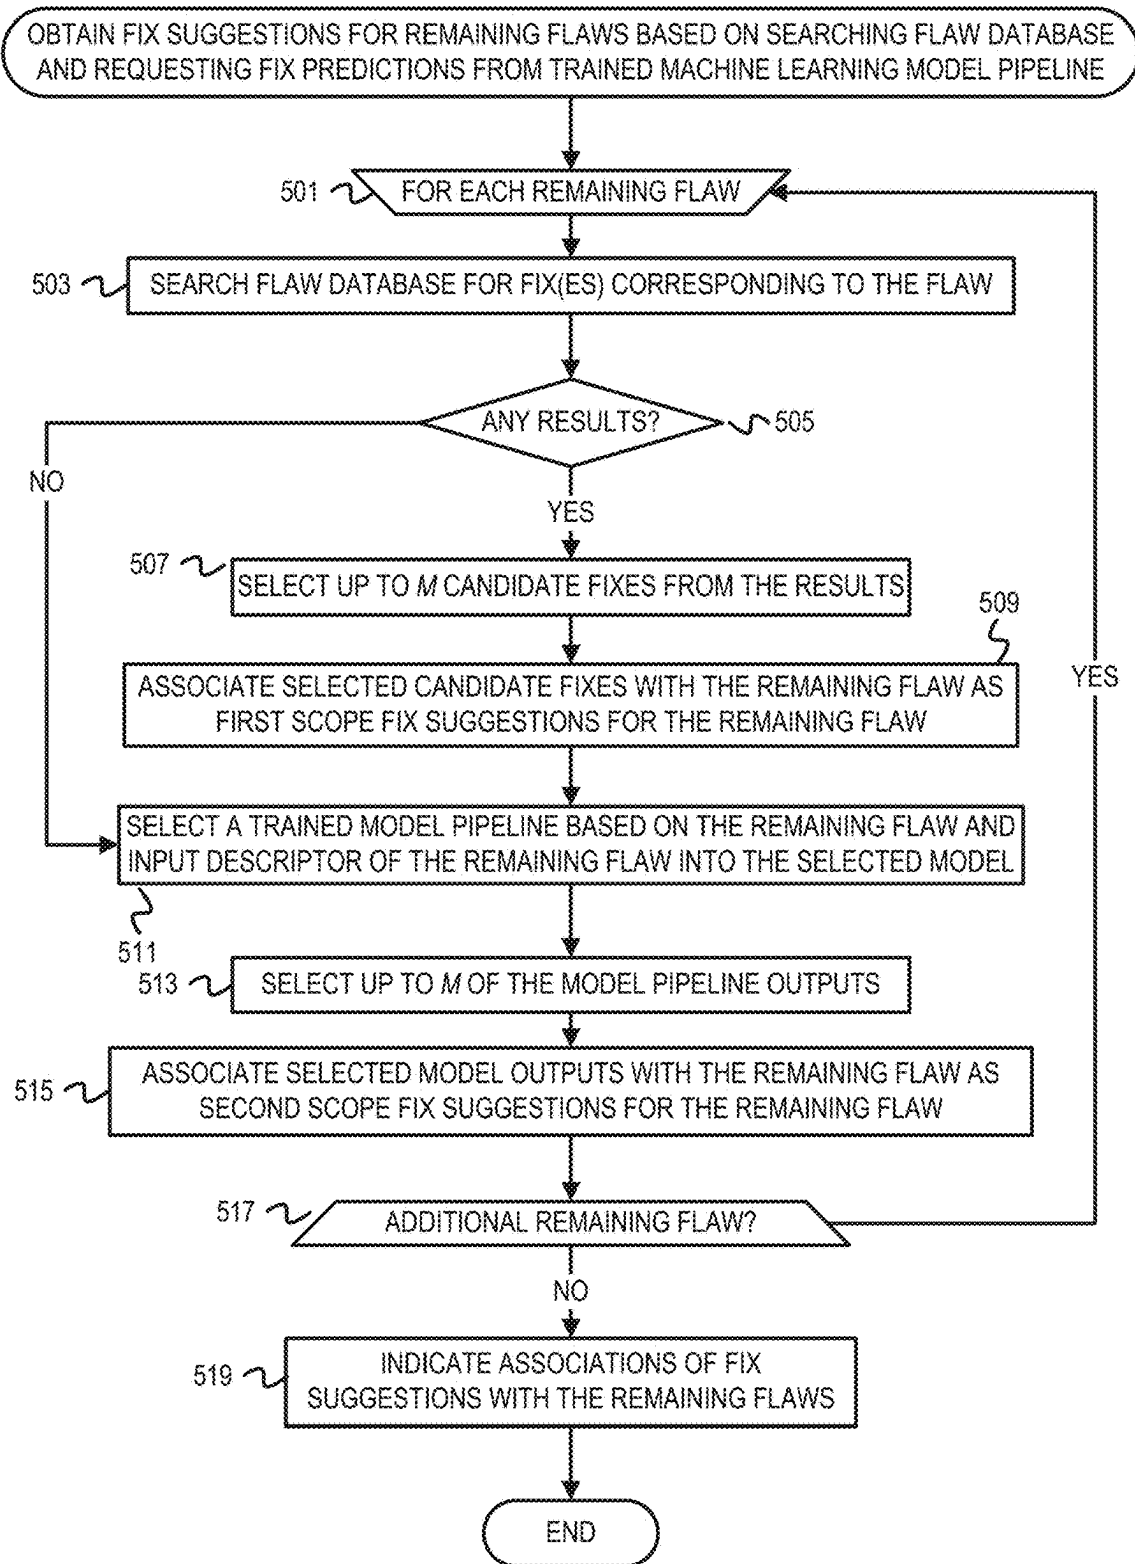 OBTAIN FIX SUGGESTIONS FOR REMAINING FLAWS BASED ON SEARCHING FLAW DATABASE
AND REQUESTING FIX PREDICTIONS FROM TRAINED MACHINE LEARNING MODEL PIPELINE
501
FOR EACH REMAINING FLAW
503
SEARCH FLAW DATABASE FOR FIX(ES) CORRESPONDING TO THE FLAW
ANY RESULTS?
505
NO
YES
507
SELECT UP TO M CANDIDATE FIXES FROM THE RESULTS
509
ASSOCIATE SELECTED CANDIDATE FIXES WITH THE REMAINING FLAW AS
FIRST SCOPE FIX SUGGESTIONS FOR THE REMAINING FLAW
YES
SELECT A TRAINED MODEL PIPELINE BASED ON THE REMAINING FLAW AND
INPUT DESCRIPTOR OF THE REMAINING FLAW INTO THE SELECTED MODEL
511
513
SELECT UP TO M OF THE MODEL PIPELINE OUTPUTS
515
ASSOCIATE SELECTED MODEL OUTPUTS WITH THE REMAINING FLAW AS
SECOND SCOPE FIX SUGGESTIONS FOR THE REMAINING FLAW
517
ADDITIONAL REMAINING FLAW?
NO
519
INDICATE ASSOCIATIONS OF FIX
SUGGESTIONS WITH THE REMAINING FLAWS
END